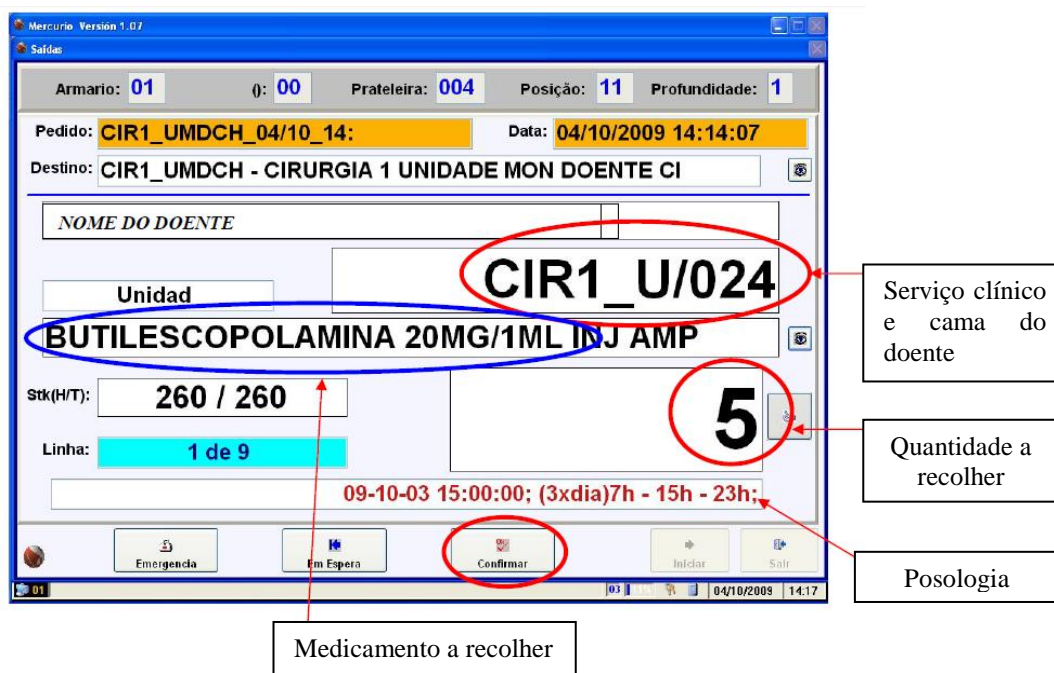 Mercurio Versión 1.07
Saídas
Armario: 01 (): 00 Prateleira: 004 Posição: 11 Profundidade: 1
Pedido: CIR1_UMDCH_04/10_14: Data: 04/10/2009 14:14:07
Destino: CIR1_UMDCH - CIRURGIA 1 UNIDADE MON DOENTE CI
NOME DO DOENTE
CIR1_U/024
Unidad
BUTILESCOPOLAMINA 20MG/1ML INJ AMP
Stk(H/T): 260 / 260
5
Linha: 1 de 9
09-10-03 15:00:00; (3xdia)7h - 15h - 23h;
Emergencia Em Espera Confirmar Iniciar Sair
01 03 04/10/2009 14:17
Serviço clínico
e cama do
doente
Quantidade a
recolher
Posologia
Medicamento a recolher